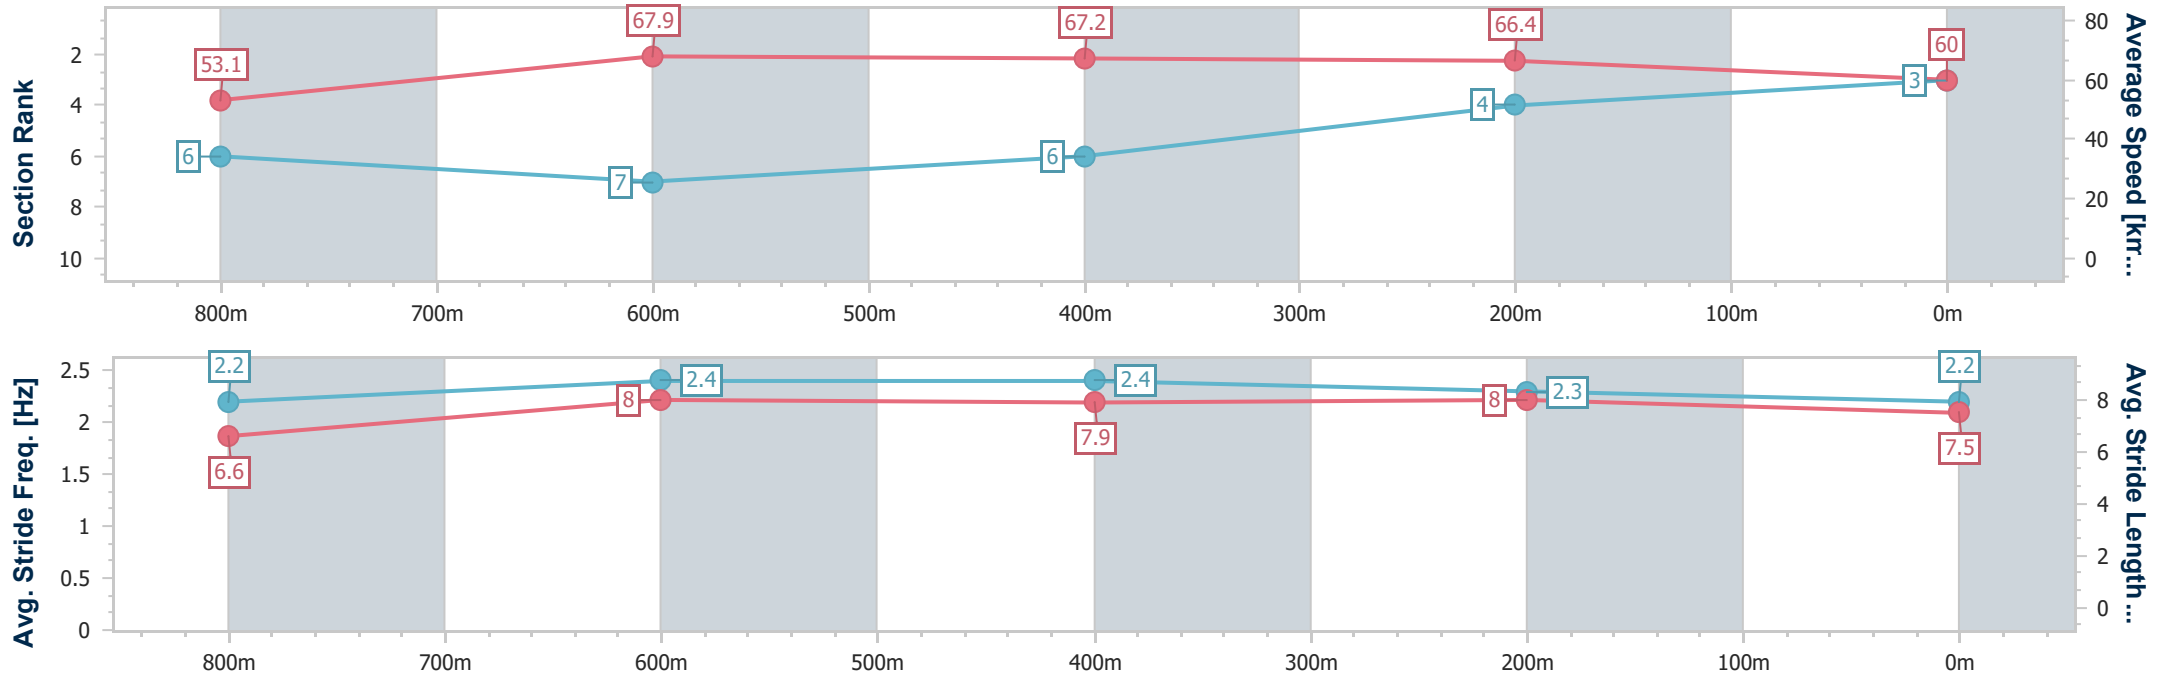 Section Rank
2
4
6
8
10
53.1
67.9
67.2
66.4
60
6
7
6
4
3
80
60
40
20
0
Average Speed [km...
800m
700m
600m
500m
400m
300m
200m
100m
0m
Avg. Stride Freq. [Hz]
2.5
2
1.5
1
0.5
0
2.2
2.4
2.4
2.3
2.2
6.6
8
7.9
8
7.5
8
6
4
2
0
Avg. Stride Length...
800m
700m
600m
500m
400m
300m
200m
100m
0m